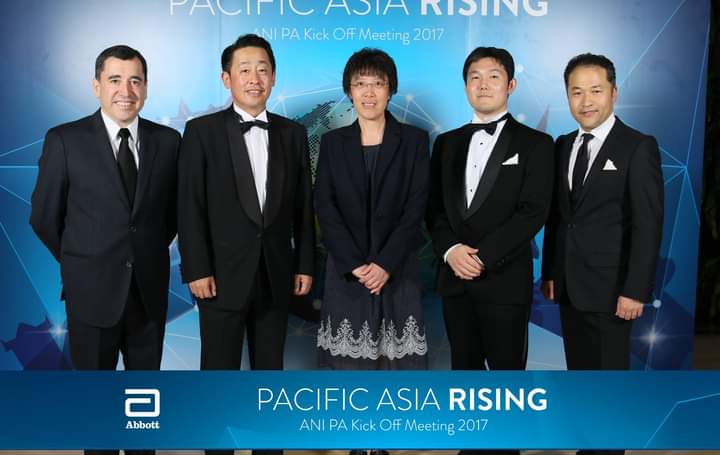 PACIFIC ASIA RISING
ANI PA Kick Off Meeting 2017
a
Abbott
PACIFIC ASIA RISING
ANI PA Kick Off Meeting 2017